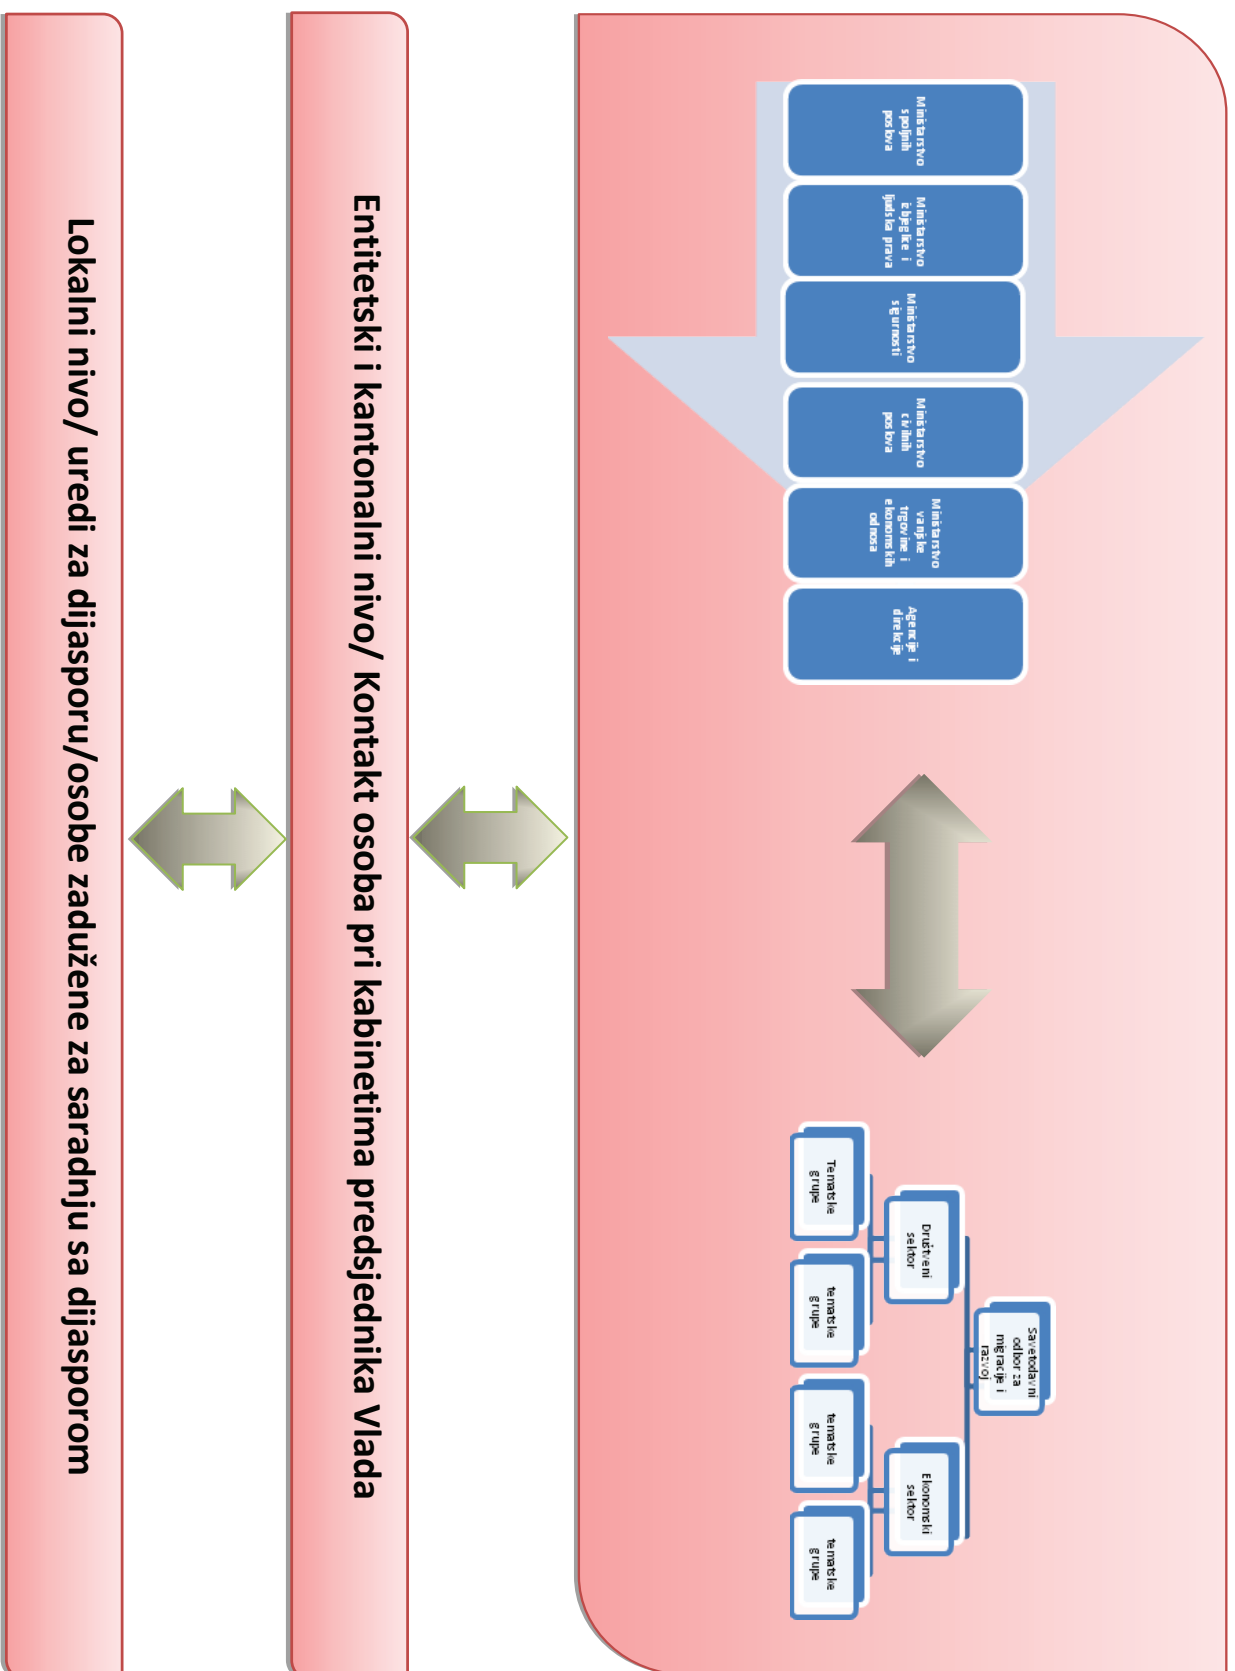 Ministarstvo
spoljnih
poslova
Ministarstvo
izbjeglice i
ljudska prava
Ministarstvo
sigurnosti
Ministarstvo
civilnih
poslova
Ministarstvo
vanjske
trgovine i
ekonomskih
odnosa
Agencije i
direkcije
Savetodavni
odbor za
migracije i
razvoj
Društveni
sektor
Ekonomski
sektor
Tematske
grupe
tematske
grupe
tematske
grupe
tematske
grupe
Entitetski i kantonalni nivo/ Kontakt osoba pri kabinetima predsjednika Vlada
Lokalni nivo/ uredi za dijasporu/osobe zadužene za saradnju sa dijasporom